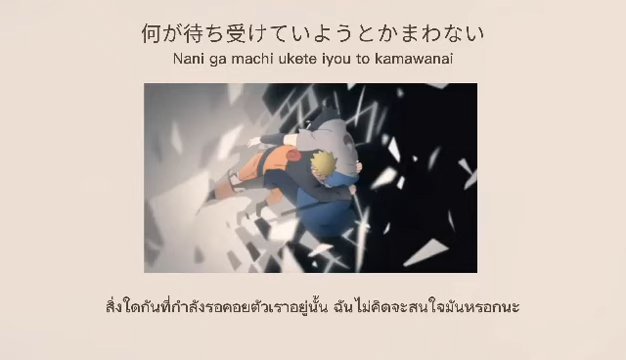 何が待ち受けていようとかまわない
Nani ga machi ukete iyou to kamawanai
สิ่งใดกันที่กำลังรอคอยตัวเราอยู่นั้น ฉันไม่คิดจะสนใจมันหรอกนะ